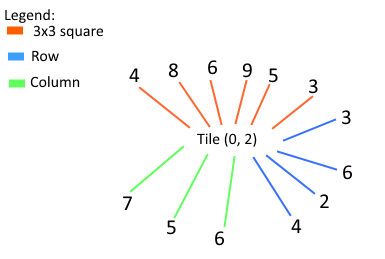 Legend:
3x3 square
Row
Column
4 8 6 9 5 3
3
Tile (0, 2)
6
2
4
7
5
6